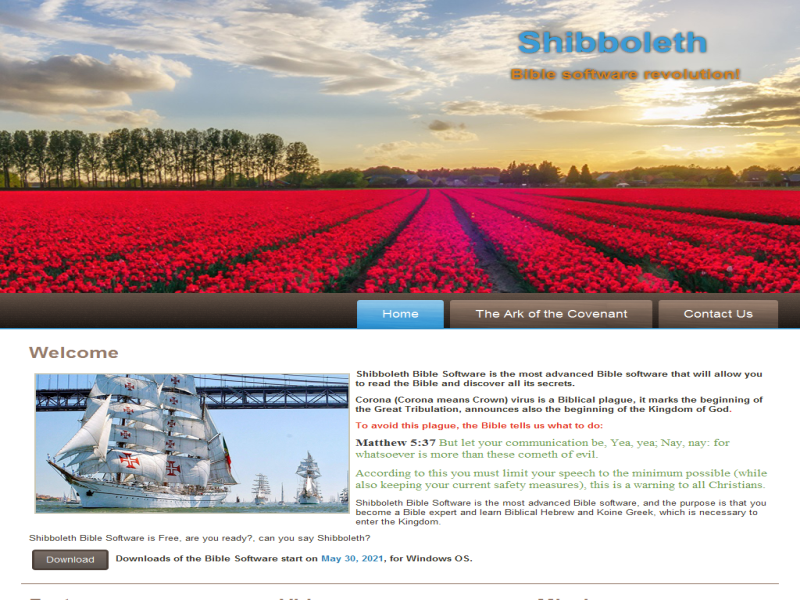 Shibboleth
Bible software revolution!
Home
The Ark of the Covenant
Contact Us
Welcome
Shibboleth Bible Software is the most advanced Bible software that will allow you
to read the Bible and discover all its secrets.
Corona (Corona means Crown) virus is a Biblical plague, it marks the beginning of
the Great Tribulation, announces also the beginning of the Kingdom of God.
To avoid this plague, the Bible tells us what to do:
Matthew 5:37 But let your communication be, Yea, yea; Nay, nay: for
whatsoever is more than these cometh of evil.
According to this you must limit your speech to the minimum possible (while
also keeping your current safety measures), this is a warning to all Christians.
Shibboleth Bible Software is the most advanced Bible software, and the purpose is that you
become a Bible expert and learn Biblical Hebrew and Koine Greek, which is necessary to
enter the Kingdom.
Shibboleth Bible Software is Free, are you ready?, can you say Shibboleth?
Download
Downloads of the Bible Software start on May 30, 2021, for Windows OS.